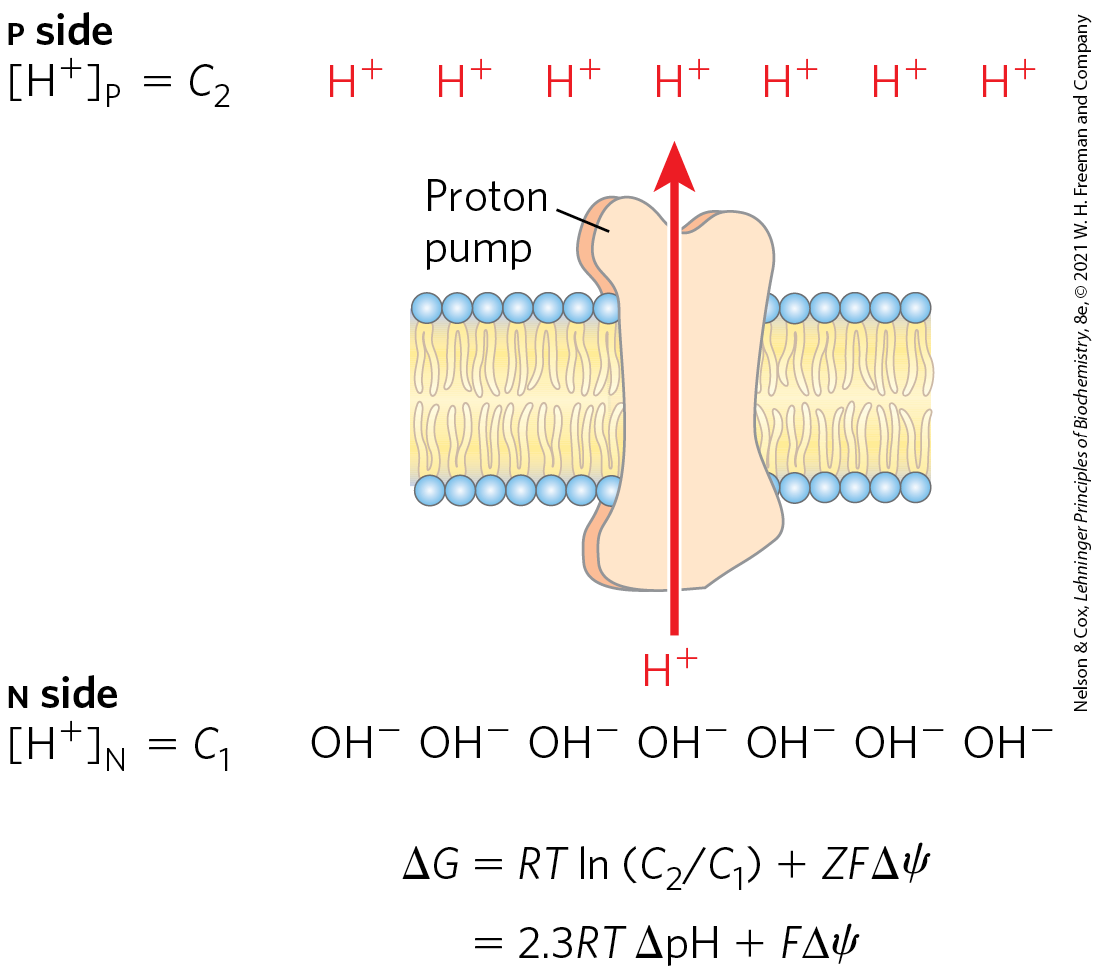 P side
[H⁺]P = C₂
H⁺ H⁺ H⁺ H⁺ H⁺ H⁺ H⁺
Proton
pump
H⁺
N side
[H⁺]N = C₁
OH⁻ OH⁻ OH⁻ OH⁻ OH⁻ OH⁻ OH⁻
ΔG = RT ln (C₂/C₁) + ZFΔψ
= 2.3RT ΔpH + FΔψ
Nelson & Cox, Lehninger Principles of Biochemistry, 8e, © 2021 W. H. Freeman and Company